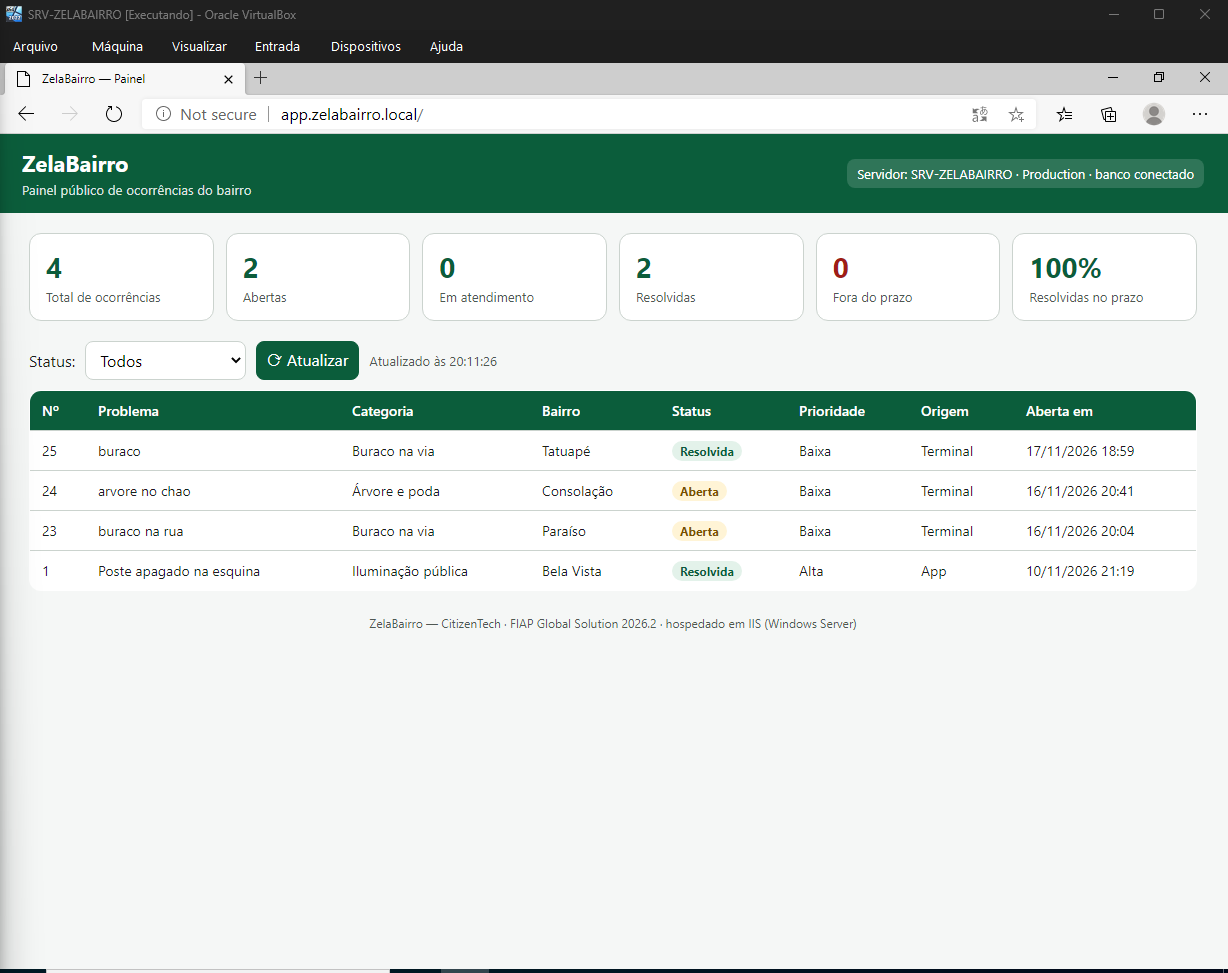 SRV-ZELABAIRRO [Executando] - Oracle VirtualBox
Arquivo Máquina Visualizar Entrada Dispositivos Ajuda
ZelaBairro — Painel
Not secure app.zelabairro.local/
ZelaBairro
Painel público de ocorrências do bairro
Servidor: SRV-ZELABAIRRO · Production · banco conectado
4 2 0 2 0 100%
Total de ocorrências Abertas Em atendimento Resolvidas Fora do prazo Resolvidas no prazo
Status: Todos Atualizar Atualizado às 20:11:26
Nº Problema Categoria Bairro Status Prioridade Origem Aberta em
25 buraco Buraco na via Tatuapé Resolvida Baixa Terminal 17/11/2026 18:59
24 arvore no chao Árvore e poda Consolação Aberta Baixa Terminal 16/11/2026 20:41
23 buraco na rua Buraco na via Paraíso Aberta Baixa Terminal 16/11/2026 20:04
1 Poste apagado na esquina Iluminação pública Bela Vista Resolvida Alta App 10/11/2026 21:19
ZelaBairro — CitizenTech · FIAP Global Solution 2026.2 · hospedado em IIS (Windows Server)